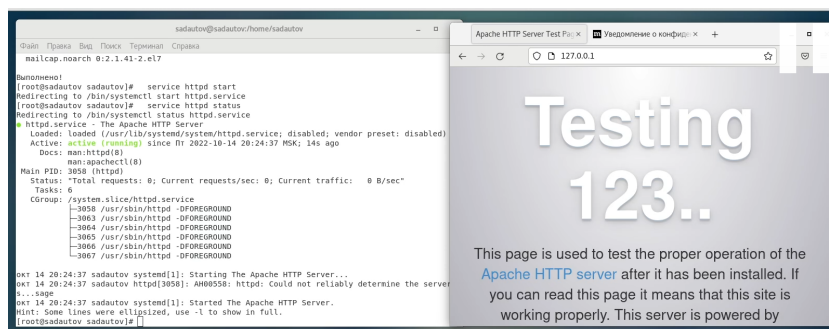 sadautov@sadautov:/home/sadautov
Файл Правка Вид Поиск Терминал Справка
mailcap.noarch 0:2.1.41-2.el7
Выполнено!
[root@sadautov sadautov]# service httpd start
Redirecting to /bin/systemctl start httpd.service
[root@sadautov sadautov]# service httpd status
Redirecting to /bin/systemctl status httpd.service
● httpd.service - The Apache HTTP Server
Loaded: loaded (/usr/lib/systemd/system/httpd.service; disabled; vendor preset: disabled)
Active: active (running) since Пт 2022-10-14 20:24:37 MSK; 14s ago
Docs: man:httpd(8)
man:apachectl(8)
Main PID: 3058 (httpd)
Status: "Total requests: 0; Current requests/sec: 0; Current traffic: 0 B/sec"
Tasks: 6
CGroup: /system.slice/httpd.service
├─3058 /usr/sbin/httpd -DFOREGROUND
├─3063 /usr/sbin/httpd -DFOREGROUND
├─3064 /usr/sbin/httpd -DFOREGROUND
├─3065 /usr/sbin/httpd -DFOREGROUND
├─3066 /usr/sbin/httpd -DFOREGROUND
└─3067 /usr/sbin/httpd -DFOREGROUND
окт 14 20:24:37 sadautov systemd[1]: Starting The Apache HTTP Server...
окт 14 20:24:37 sadautov httpd[3058]: AH00558: httpd: Could not reliably determine the server
s...sage
окт 14 20:24:37 sadautov systemd[1]: Started The Apache HTTP Server.
Hint: Some lines were ellipsized, use -l to show in full.
[root@sadautov sadautov]#
Apache HTTP Server Test Pag
Уведомление о конфиде
127.0.0.1
Testing
123..
This page is used to test the proper operation of the
Apache HTTP server after it has been installed. If
you can read this page it means that this site is
working properly. This server is powered by